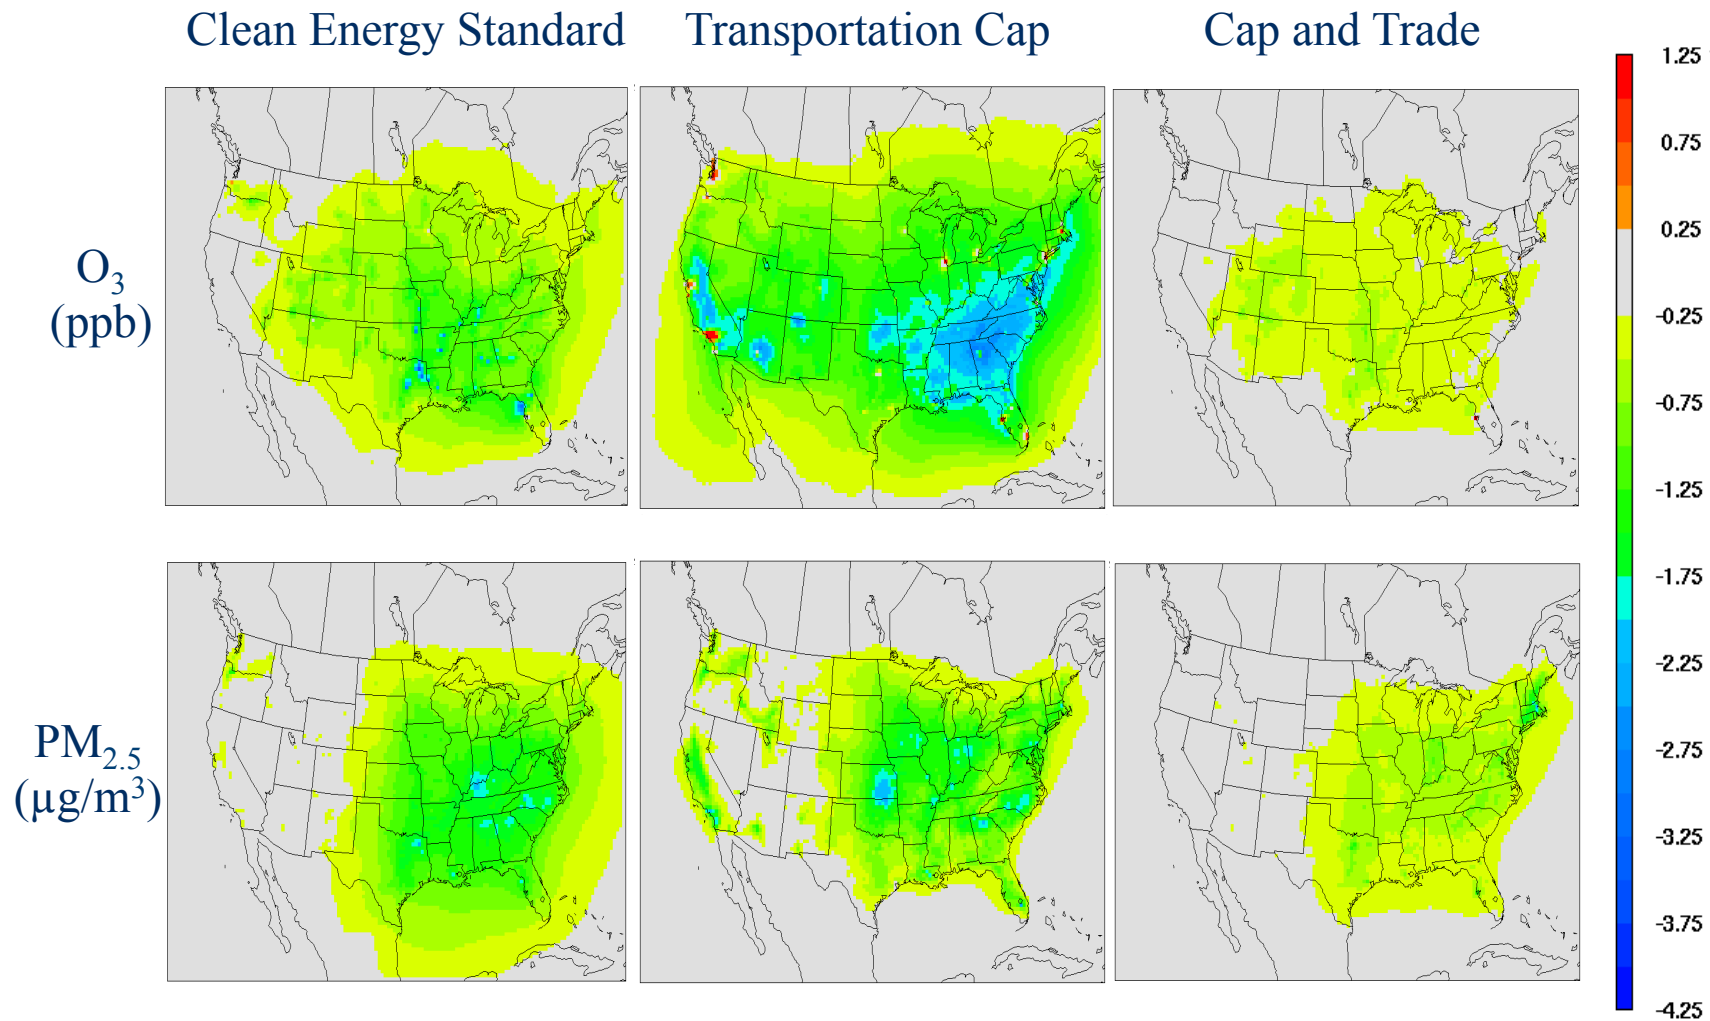 Clean Energy Standard
Transportation Cap
Cap and Trade
O₃
(ppb)
PM₂.₅
(µg/m³)
1.25
0.75
0.25
-0.25
-0.75
-1.25
-1.75
-2.25
-2.75
-3.25
-3.75
-4.25